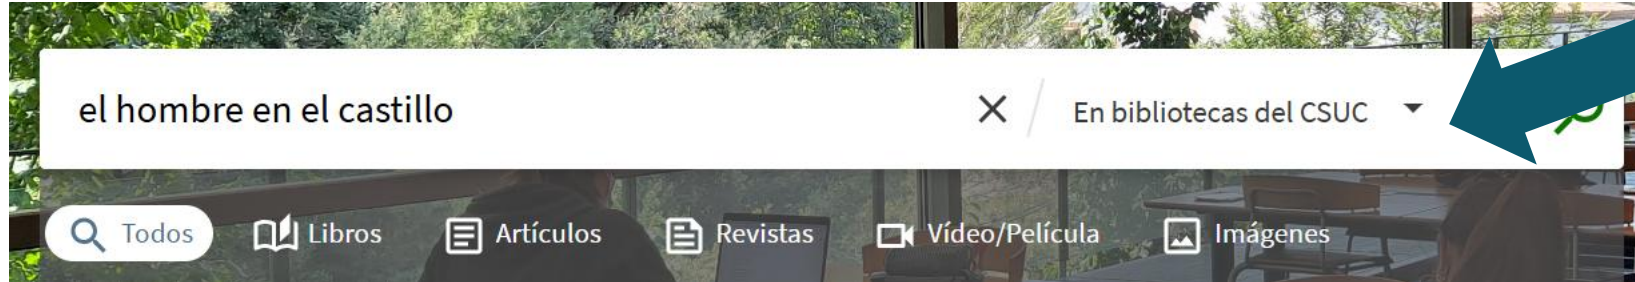 el hombre en el castillo En bibliotecas del CSUC
Todos Libros Artículos Revistas Vídeo/Película Imágenes